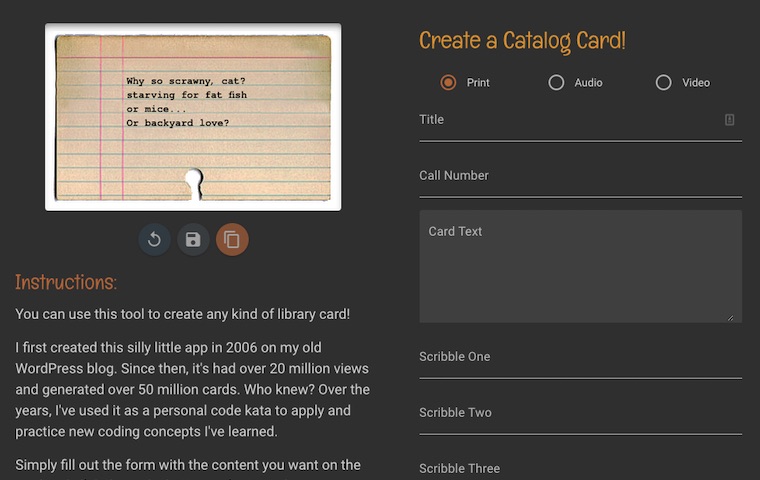 Why so scrawny, cat?
starving for fat fish
or mice...
Or backyard love?
Instructions:
You can use this tool to create any kind of library card!
I first created this silly little app in 2006 on my old
WordPress blog. Since then, it's had over 20 million views
and generated over 50 million cards. Who knew? Over the
years, I've used it as a personal code kata to apply and
practice new coding concepts I've learned.
Simply fill out the form with the content you want on the
Create a Catalog Card!
Print Audio Video
Title
Call Number
Card Text
Scribble One
Scribble Two
Scribble Three